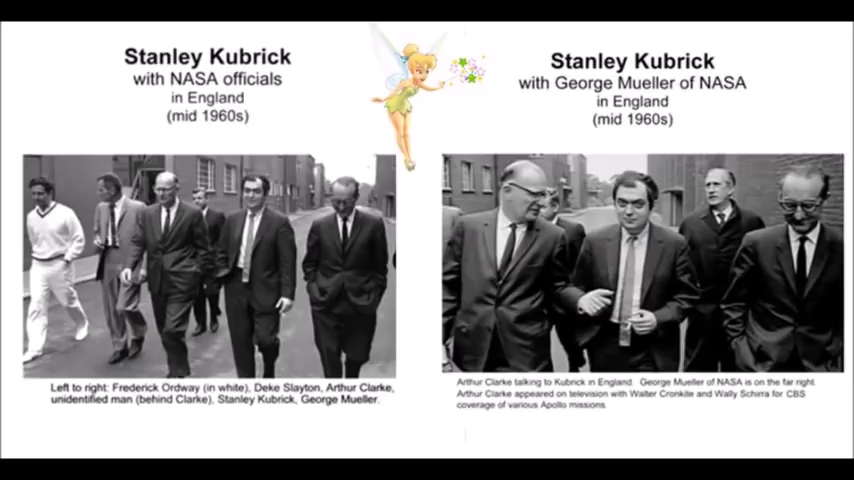 Stanley Kubrick
with NASA officials
in England
(mid 1960s)
Left to right: Frederick Ordway (in white), Deke Slayton, Arthur Clarke,
unidentified man (behind Clarke), Stanley Kubrick, George Mueller.
Stanley Kubrick
with George Mueller of NASA
in England
(mid 1960s)
Arthur Clarke talking to Kubrick in England. George Mueller of NASA is on the far right.
Arthur Clarke appeared on television with Walter Cronkite and Wally Schirra for CBS
coverage of various Apollo missions.